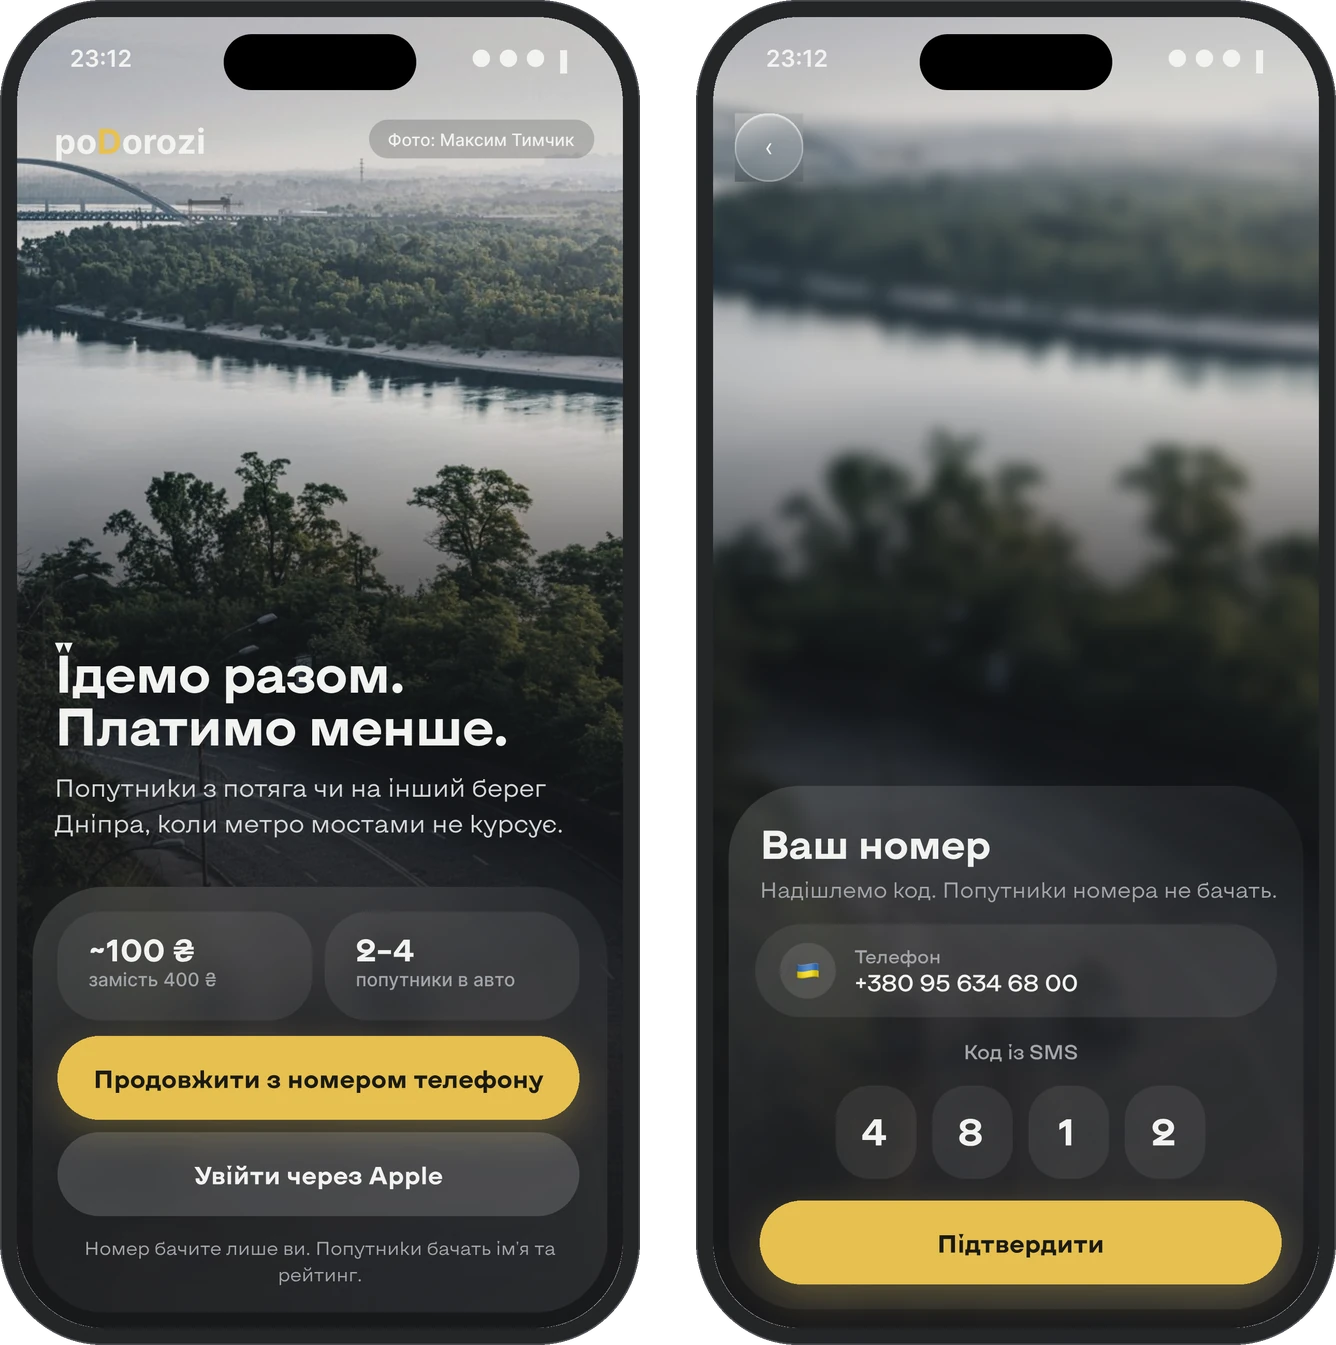 23:12
poDorozi
Фото: Максим Тимчик
Їдемо разом.
Платимо менше.
Попутники з потяга чи на інший берег
Дніпра, коли метро мостами не курсує.
~100 ₴
замість 400 ₴
2–4
попутники в авто
Продовжити з номером телефону
Увійти через Apple
Номер бачите лише ви. Попутники бачать ім'я та
рейтинг.
23:12
‹
Ваш номер
Надішлемо код. Попутники номера не бачать.
Телефон
+380 95 634 68 00
Код із SMS
4 8 1 2
Підтвердити